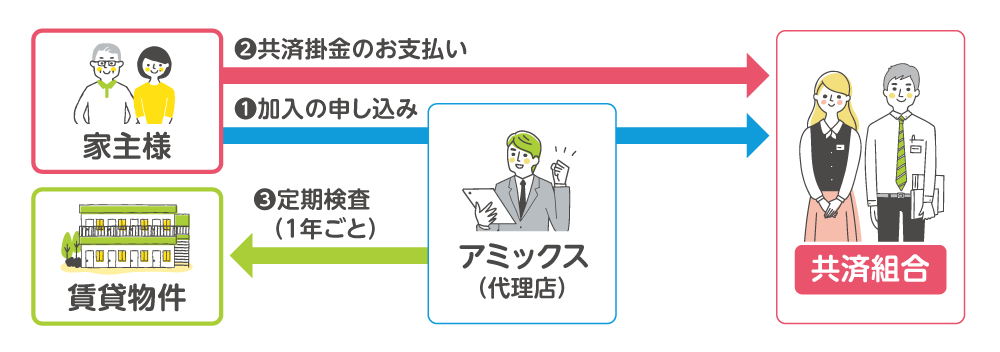 ❷共済掛金のお支払い
❶加入の申し込み
家主様
❸定期検査
（1年ごと）
アミックス
（代理店）
共済組合
賃貸物件